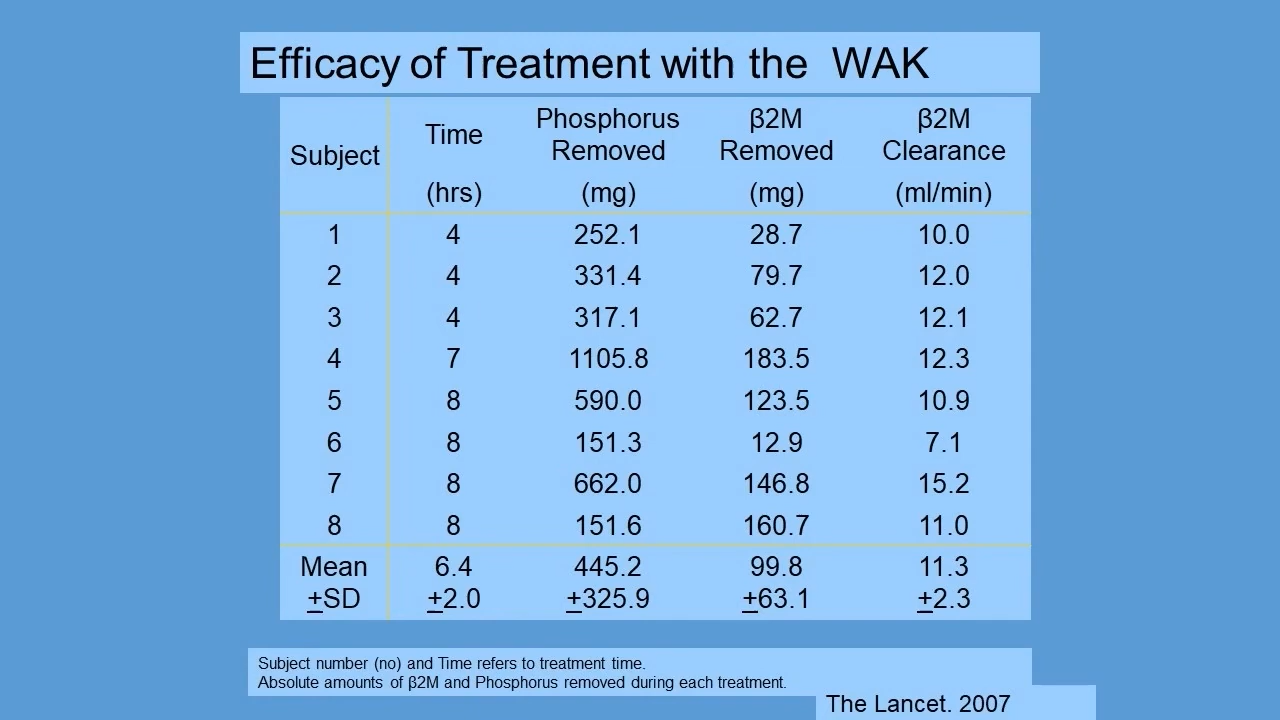 Efficacy of Treatment with the WAK
Subject Time (hrs) Phosphorus Removed (mg) β2M Removed (mg) β2M Clearance (ml/min)
1 4 252.1 28.7 10.0
2 4 331.4 79.7 12.0
3 4 317.1 62.7 12.1
4 7 1105.8 183.5 12.3
5 8 590.0 123.5 10.9
6 8 151.3 12.9 7.1
7 8 662.0 146.8 15.2
8 8 151.6 160.7 11.0
Mean 6.4 445.2 99.8 11.3
±SD ±2.0 ±325.9 ±63.1 ±2.3
Subject number (no) and Time refers to treatment time.
Absolute amounts of β2M and Phosphorus removed during each treatment.
The Lancet. 2007